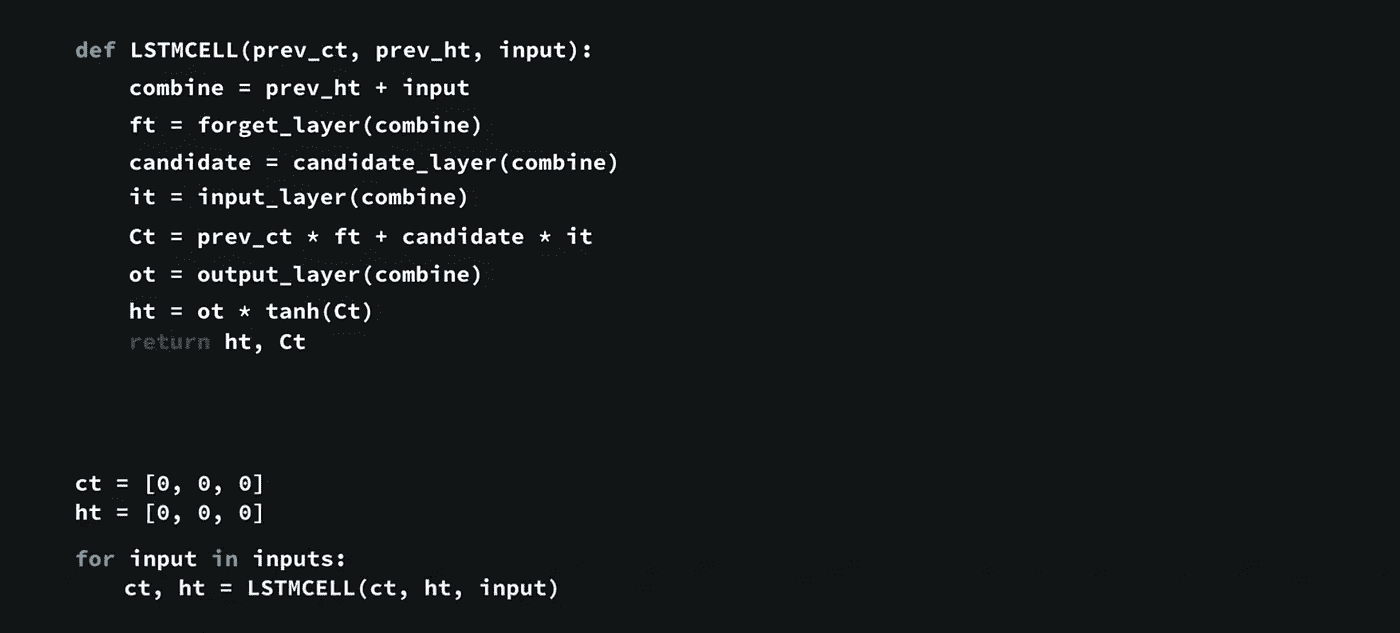 def LSTMCELL(prev_ct, prev_ht, input):
combine = prev_ht + input
ft = forget_layer(combine)
candidate = candidate_layer(combine)
it = input_layer(combine)
Ct = prev_ct * ft + candidate * it
ot = output_layer(combine)
ht = ot * tanh(Ct)
return ht, Ct
ct = [0, 0, 0]
ht = [0, 0, 0]
for input in inputs:
ct, ht = LSTMCELL(ct, ht, input)